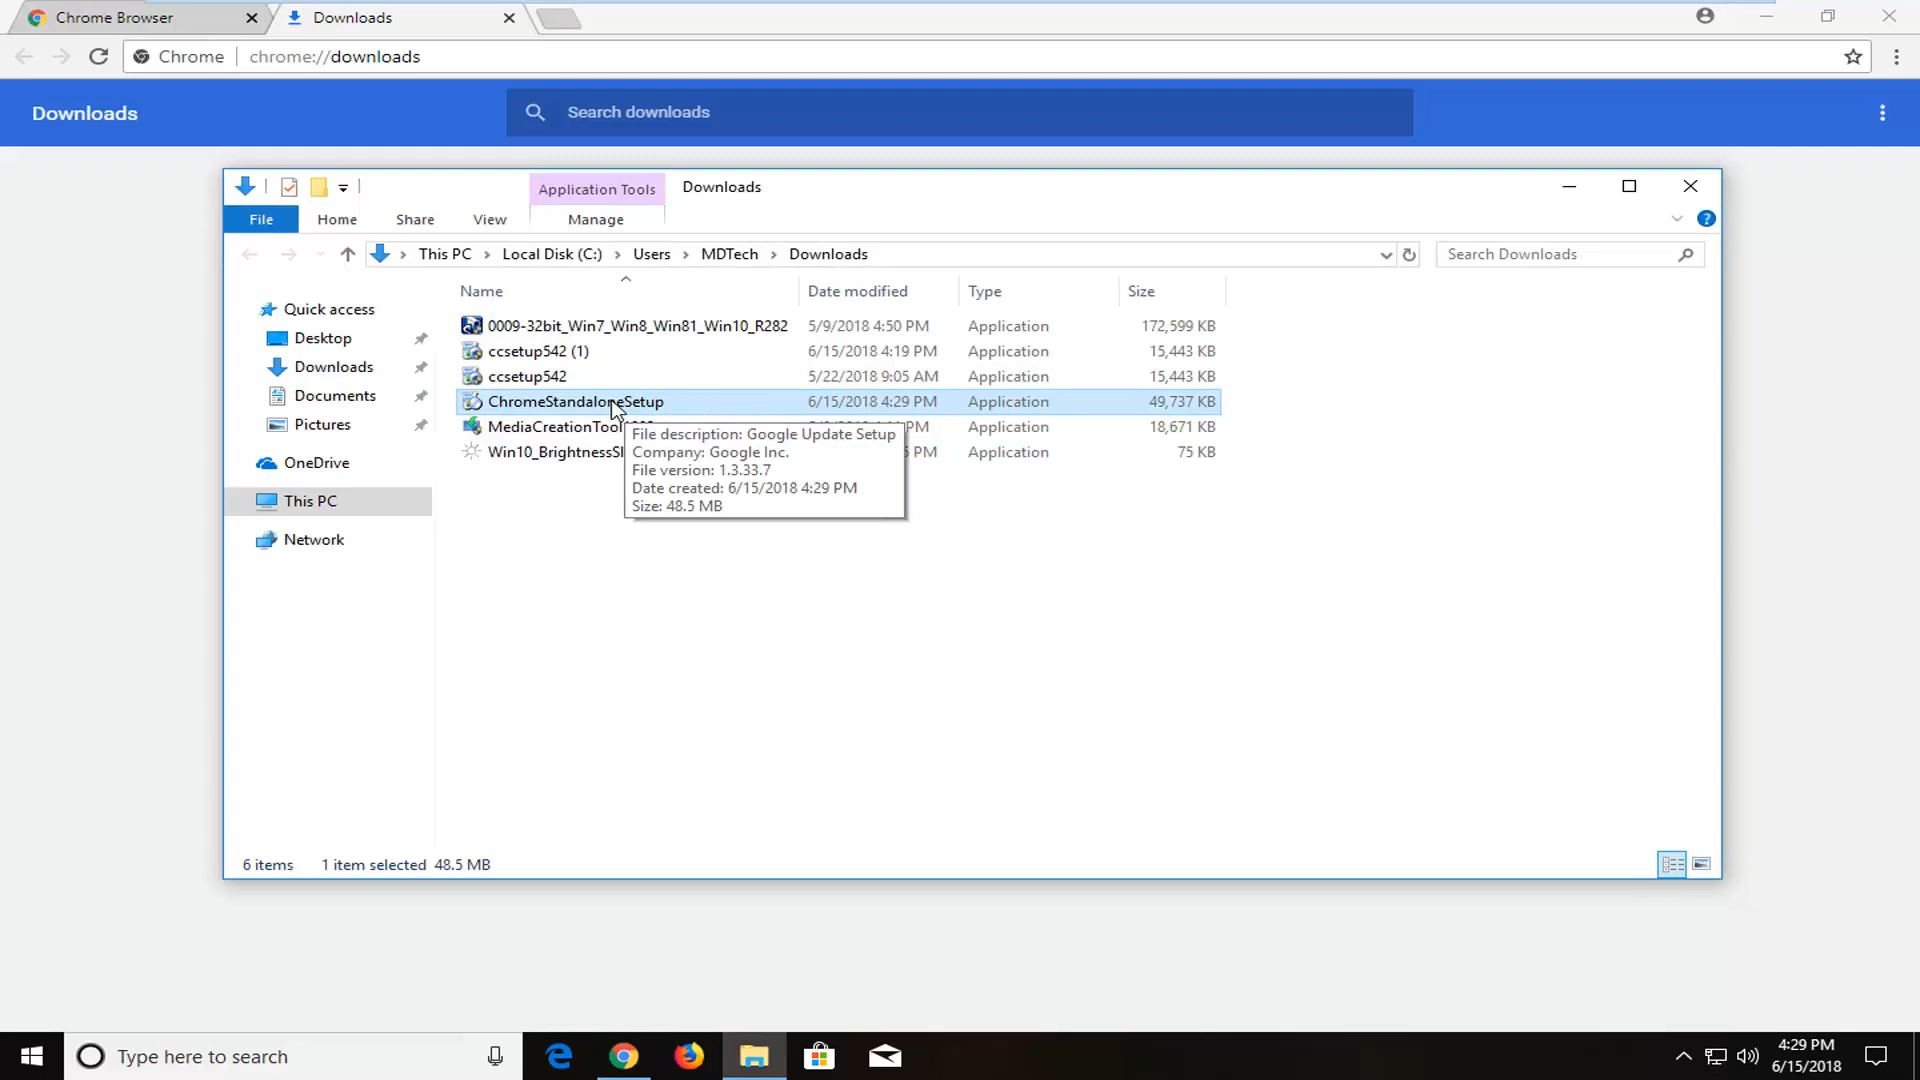 Chrome Browser
Downloads
Chrome
chrome://downloads
Downloads
Search downloads
Application Tools
Downloads
File
Home
Share
View
Manage
This PC
Local Disk (C:)
Users
MDTech
Downloads
Search Downloads
Name
Date modified
Type
Size
Quick access
Desktop
Downloads
Documents
Pictures
OneDrive
This PC
Network
0009-32bit_Win7_Win8_Win81_Win10_R282 5/9/2018 4:50 PM Application 172,599 KB
ccsetup542 (1) 6/15/2018 4:19 PM Application 15,443 KB
ccsetup542 5/22/2018 9:05 AM Application 15,443 KB
ChromeStandaloneSetup 6/15/2018 4:29 PM Application 49,737 KB
MediaCreationTool PM Application 18,671 KB
Win10_BrightnessSl PM Application 75 KB
File description: Google Update Setup
Company: Google Inc.
File version: 1.3.33.7
Date created: 6/15/2018 4:29 PM
Size: 48.5 MB
6 items
1 item selected 48.5 MB
Type here to search
4:29 PM
6/15/2018